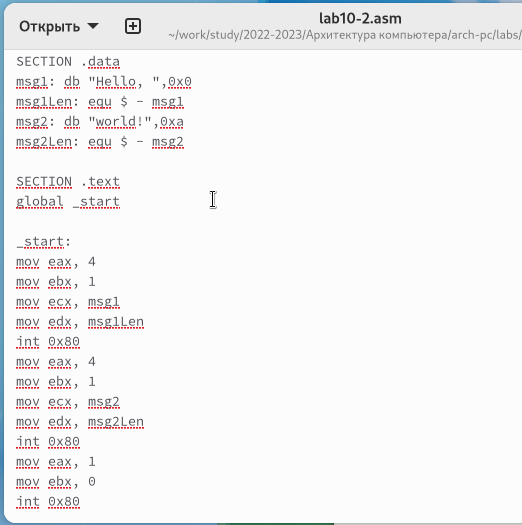 Открыть
lab10-2.asm
~/work/study/2022-2023/Архитектура компьютера/arch-pc/labs/
SECTION .data
msg1: db "Hello, ",0x0
msg1Len: equ $ - msg1
msg2: db "world!",0xa
msg2Len: equ $ - msg2
SECTION .text
global _start
_start:
mov eax, 4
mov ebx, 1
mov ecx, msg1
mov edx, msg1Len
int 0x80
mov eax, 4
mov ebx, 1
mov ecx, msg2
mov edx, msg2Len
int 0x80
mov eax, 1
mov ebx, 0
int 0x80